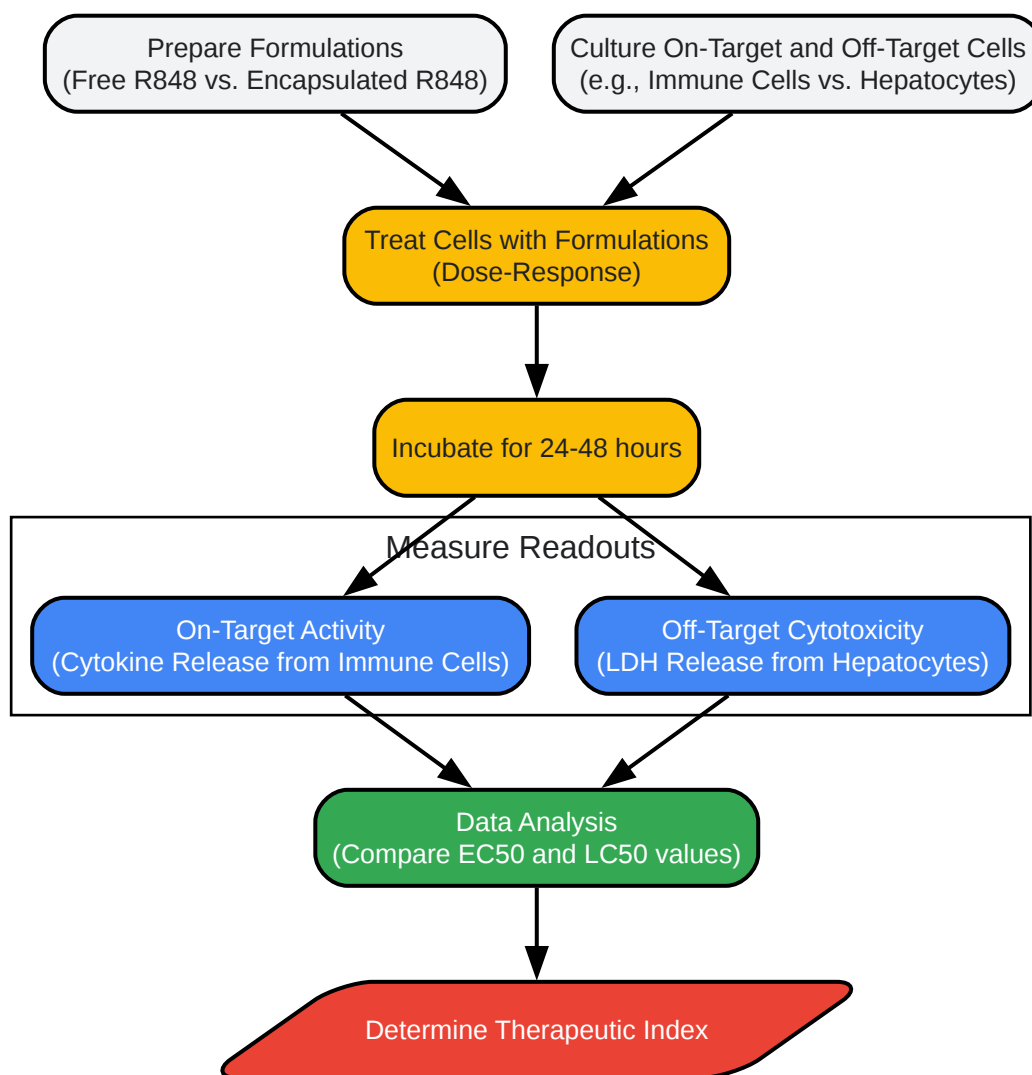 Prepare Formulations
(Free R848 vs. Encapsulated R848)
Culture On-Target and Off-Target Cells
(e.g., Immune Cells vs. Hepatocytes)
Treat Cells with Formulations
(Dose-Response)
Incubate for 24-48 hours
Measure Readouts
On-Target Activity
(Cytokine Release from Immune Cells)
Off-Target Cytotoxicity
(LDH Release from Hepatocytes)
Data Analysis
(Compare EC50 and LC50 values)
Determine Therapeutic Index